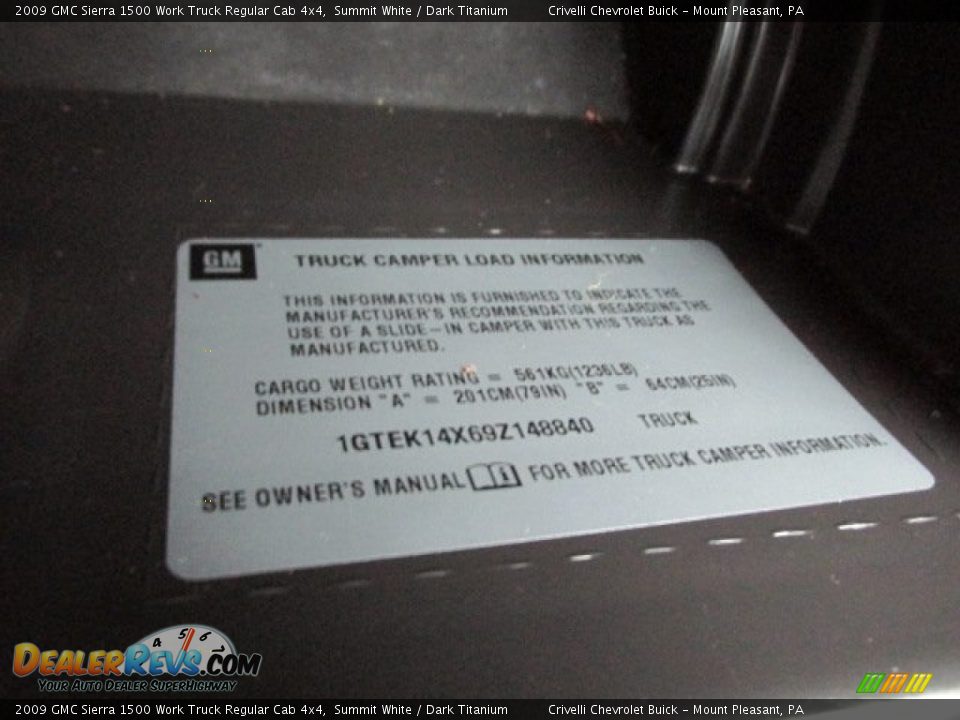 2009 GMC Sierra 1500 Work Truck Regular Cab 4x4, Summit White / Dark Titanium Crivelli Chevrolet Buick - Mount Pleasant, PA
GM TRUCK CAMPER LOAD INFORMATION
THIS INFORMATION IS FURNISHED TO INDICATE THE
MANUFACTURER'S RECOMMENDATION REGARDING THE
USE OF A SLIDE-IN CAMPER WITH THIS TRUCK AS
MANUFACTURED.
CARGO WEIGHT RATING = 561KG(1236LB)
DIMENSION "A" = 201CM(79IN) "B" = 64CM(25IN)
1GTEK14X69Z148840 TRUCK
SEE OWNER'S MANUAL FOR MORE TRUCK CAMPER INFORMATION.
4 5 6
DEALERREVS.COM
YOUR AUTO DEALER SUPERHIGHWAY
2009 GMC Sierra 1500 Work Truck Regular Cab 4x4, Summit White / Dark Titanium Crivelli Chevrolet Buick - Mount Pleasant, PA